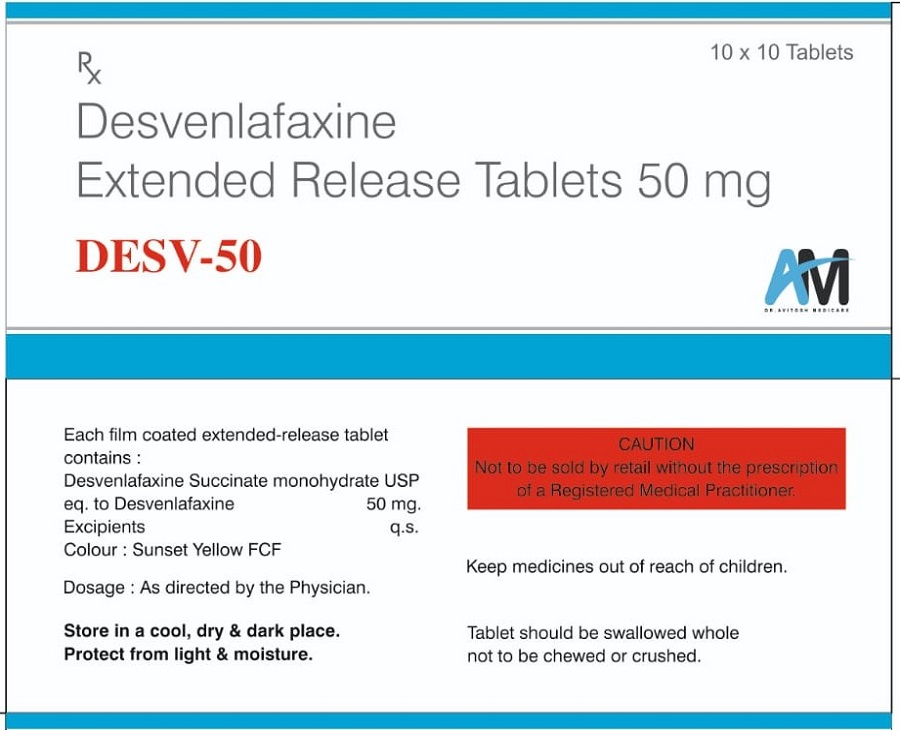 Rx
10 x 10 Tablets
Desvenlafaxine
Extended Release Tablets 50 mg
DESV-50
AM
DR. AVITOSH MEDICARE
Each film coated extended-release tablet
contains :
Desvenlafaxine Succinate monohydrate USP
eq. to Desvenlafaxine 50 mg.
Excipients q.s.
Colour : Sunset Yellow FCF
Dosage : As directed by the Physician.
Store in a cool, dry & dark place.
Protect from light & moisture.
CAUTION
Not to be sold by retail without the prescription
of a Registered Medical Practitioner.
Keep medicines out of reach of children.
Tablet should be swallowed whole
not to be chewed or crushed.